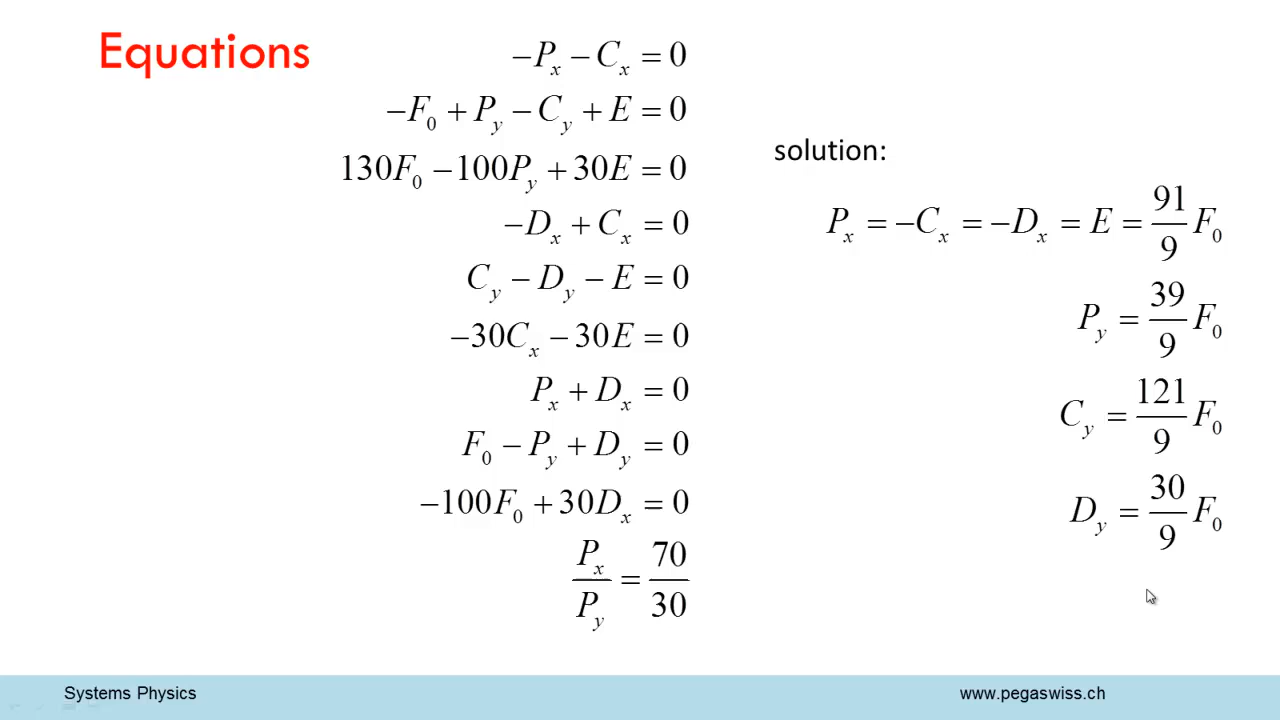 Equations
−Pₓ − Cₓ = 0
−F₀ + P_y − C_y + E = 0
130F₀ − 100P_y + 30E = 0
−Dₓ + Cₓ = 0
C_y − D_y − E = 0
−30Cₓ − 30E = 0
Pₓ + Dₓ = 0
F₀ − P_y + D_y = 0
−100F₀ + 30Dₓ = 0
Pₓ/P_y = 70/30
solution:
Pₓ = −Cₓ = −Dₓ = E = 91/9 F₀
P_y = 39/9 F₀
C_y = 121/9 F₀
D_y = 30/9 F₀
Systems Physics
www.pegaswiss.ch